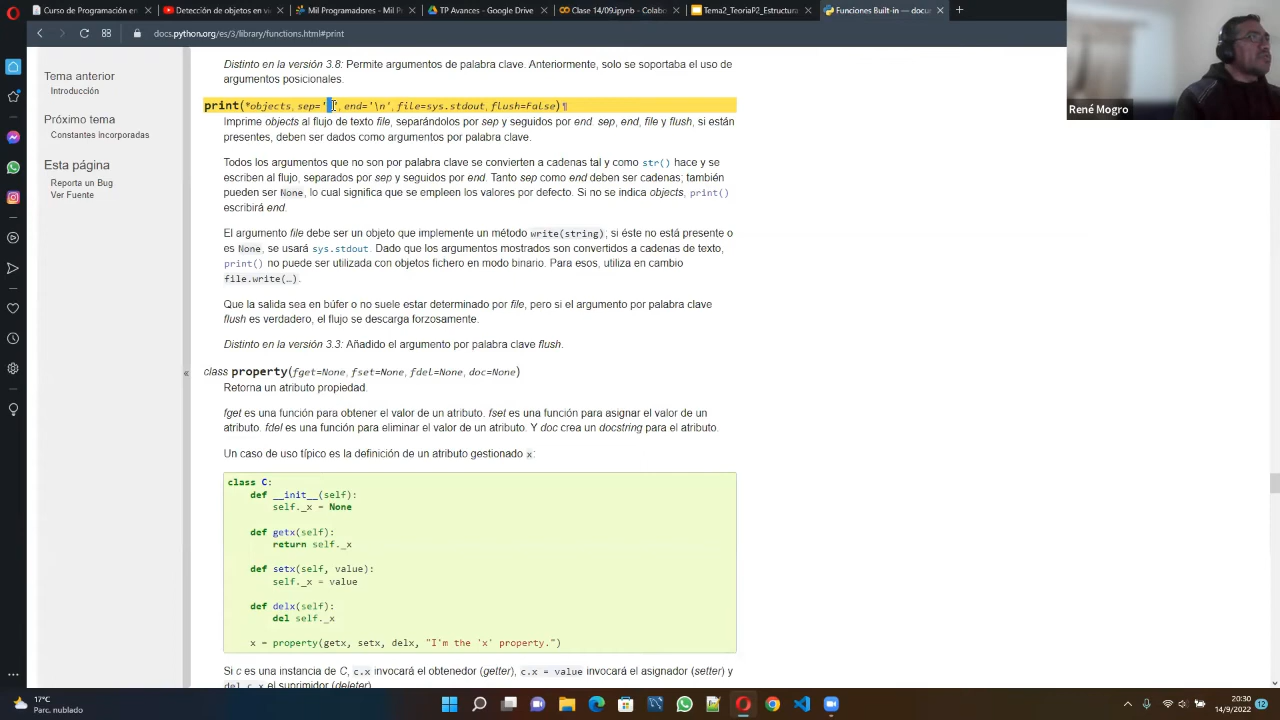 Curso de Programación en
Detección de objetos - Vi
Mil Programadores – Mil P
TP Avances - Google Drive
Clase 14/09.ipynb - Colab
Tema2_TeoriaP2_Estructura
Funciones Built-in — docu
docs.python.org/es/3/library/functions.html#print
René Mogro
Tema anterior
Introducción
Próximo tema
Constantes incorporadas
Esta página
Reporta un Bug
Ver Fuente
«
Distinto en la versión 3.8: Permite argumentos de palabra clave. Anteriormente, solo se soportaba el uso de
argumentos posicionales.
print(*objects, sep=' ', end='\n', file=sys.stdout, flush=False)¶
Imprime objects al flujo de texto file, separándolos por sep y seguidos por end. sep, end, file y flush, si están
presentes, deben ser dados como argumentos por palabra clave.
Todos los argumentos que no son por palabra clave se convierten a cadenas tal y como str() hace y se
escriben al flujo, separados por sep y seguidos por end. Tanto sep como end deben ser cadenas; también
pueden ser None, lo cual significa que se empleen los valores por defecto. Si no se indica objects, print()
escribirá end.
El argumento file debe ser un objeto que implemente un método write(string); si éste no está presente o
es None, se usará sys.stdout. Dado que los argumentos mostrados son convertidos a cadenas de texto,
print() no puede ser utilizada con objetos fichero en modo binario. Para esos, utiliza en cambio
file.write(…).
Que la salida sea en búfer o no suele estar determinado por file, pero si el argumento por palabra clave
flush es verdadero, el flujo se descarga forzosamente.
Distinto en la versión 3.3: Añadido el argumento por palabra clave flush.
class property(fget=None, fset=None, fdel=None, doc=None)
Retorna un atributo propiedad.
fget es una función para obtener el valor de un atributo. fset es una función para asignar el valor de un
atributo. fdel es una función para eliminar el valor de un atributo. Y doc crea un docstring para el atributo.
Un caso de uso típico es la definición de un atributo gestionado x:
class C:
def __init__(self):
self._x = None
def getx(self):
return self._x
def setx(self, value):
self._x = value
def delx(self):
del self._x
x = property(getx, setx, delx, "I'm the 'x' property.")
Si c es una instancia de C, c.x invocará el obtenedor (getter), c.x = value invocará el asignador (setter) y
del c.x el suprimidor (deleter).
17°C
Parc. nublado
20:30
14/9/2022
12